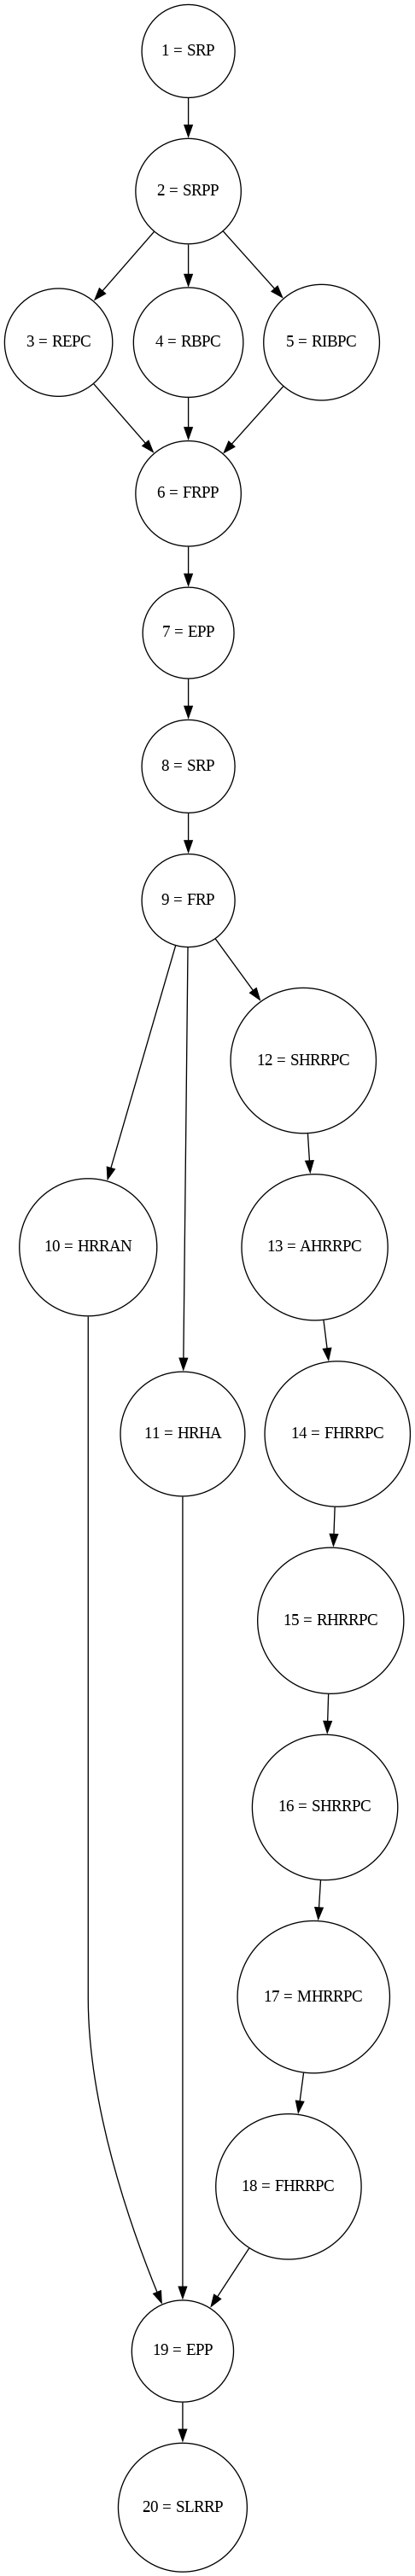 1 = SRP
2 = SRPP
3 = REPC
4 = RBPC
5 = RIBPC
6 = FRPP
7 = EPP
8 = SRP
9 = FRP
12 = SHRRPC
10 = HRRAN
13 = AHRRPC
11 = HRHA
14 = FHRRPC
15 = RHRRPC
16 = SHRRPC
17 = MHRRPC
18 = FHRRPC
19 = EPP
20 = SLRRP